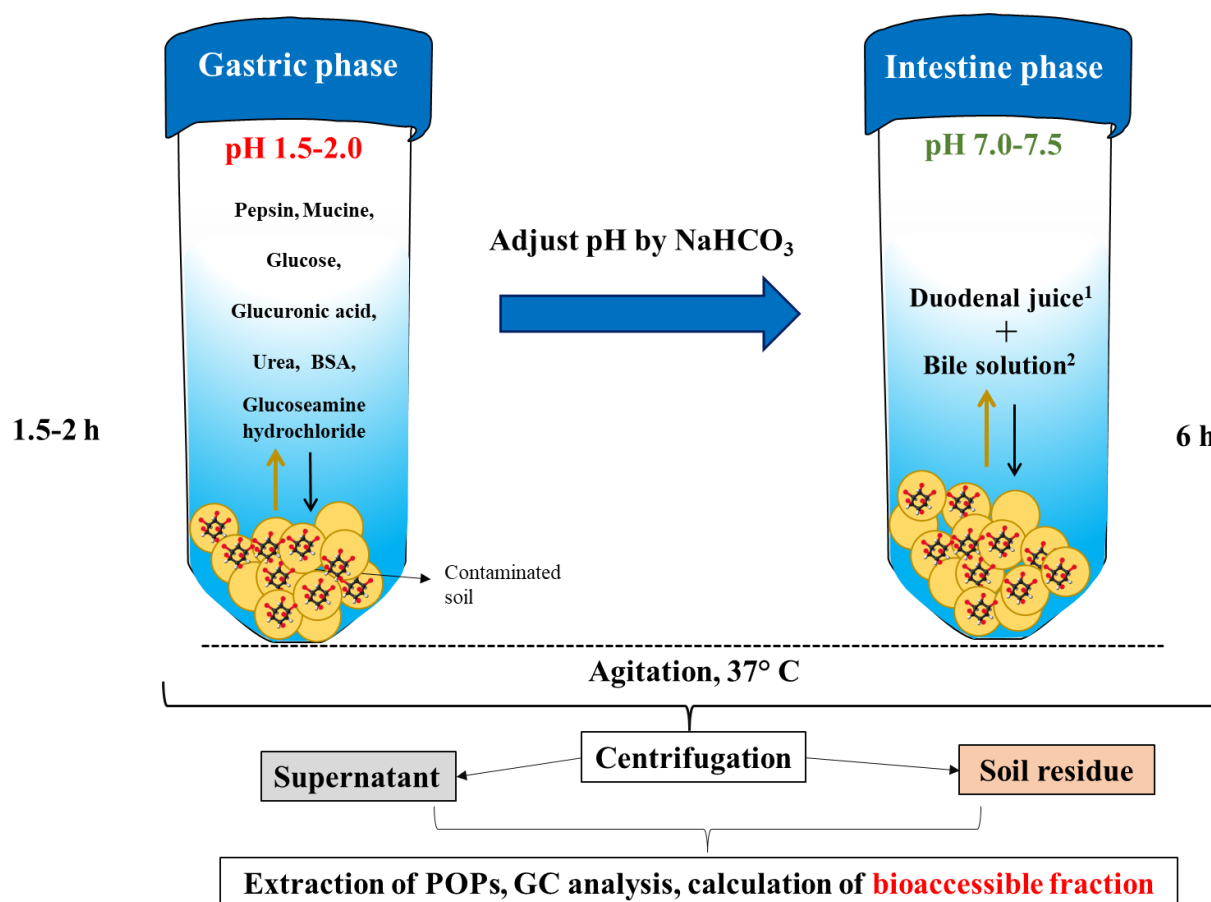 Gastric phase
Intestine phase
pH 1.5-2.0
pH 7.0-7.5
Pepsin, Mucine,
Glucose,
Glucuronic acid,
Urea, BSA,
Glucoseamine
hydrochloride
Adjust pH by NaHCO₃
Duodenal juice¹
+
Bile solution²
1.5-2 h
6 h
Contaminated
soil
Agitation, 37° C
Centrifugation
Supernatant
Soil residue
Extraction of POPs, GC analysis, calculation of bioaccessible fraction